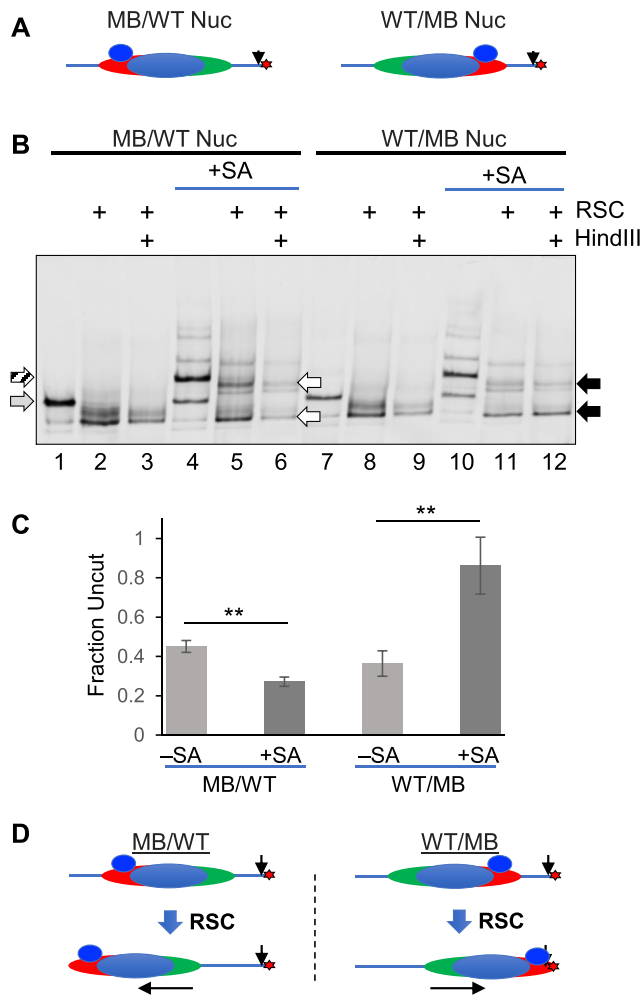 A
MB/WT Nuc WT/MB Nuc
B
MB/WT Nuc WT/MB Nuc
+SA +SA
+ + + + + + + + RSC
+ + + + HindIII
1 2 3 4 5 6 7 8 9 10 11 12
C
Fraction Uncut
1
0.8
0.6
0.4
0.2
0
** **
–SA +SA –SA +SA
MB/WT WT/MB
D
MB/WT WT/MB
RSC RSC